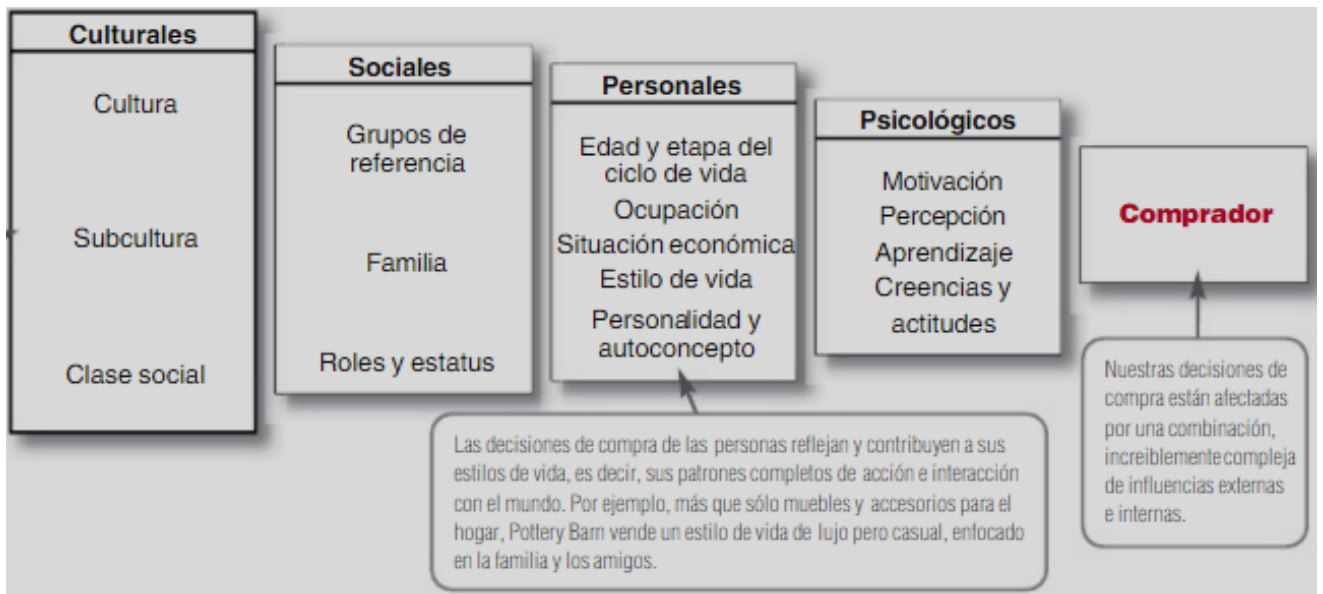 Culturales
Cultura
Subcultura
Clase social
Sociales
Grupos de
referencia
Familia
Roles y estatus
Personales
Edad y etapa del
ciclo de vida
Ocupación
Situación económica
Estilo de vida
Personalidad y
autoconcepto
Psicológicos
Motivación
Percepción
Aprendizaje
Creencias y
actitudes
Comprador
Las decisiones de compra de las personas reflejan y contribuyen a sus
estilos de vida, es decir, sus patrones completos de acción e interacción
con el mundo. Por ejemplo, más que sólo muebles y accesorios para el
hogar, Pottery Barn vende un estilo de vida de lujo pero casual, enfocado
en la familia y los amigos.
Nuestras decisiones de
compra están afectadas
por una combinación,
increiblemente compleja
de influencias externas
e internas.